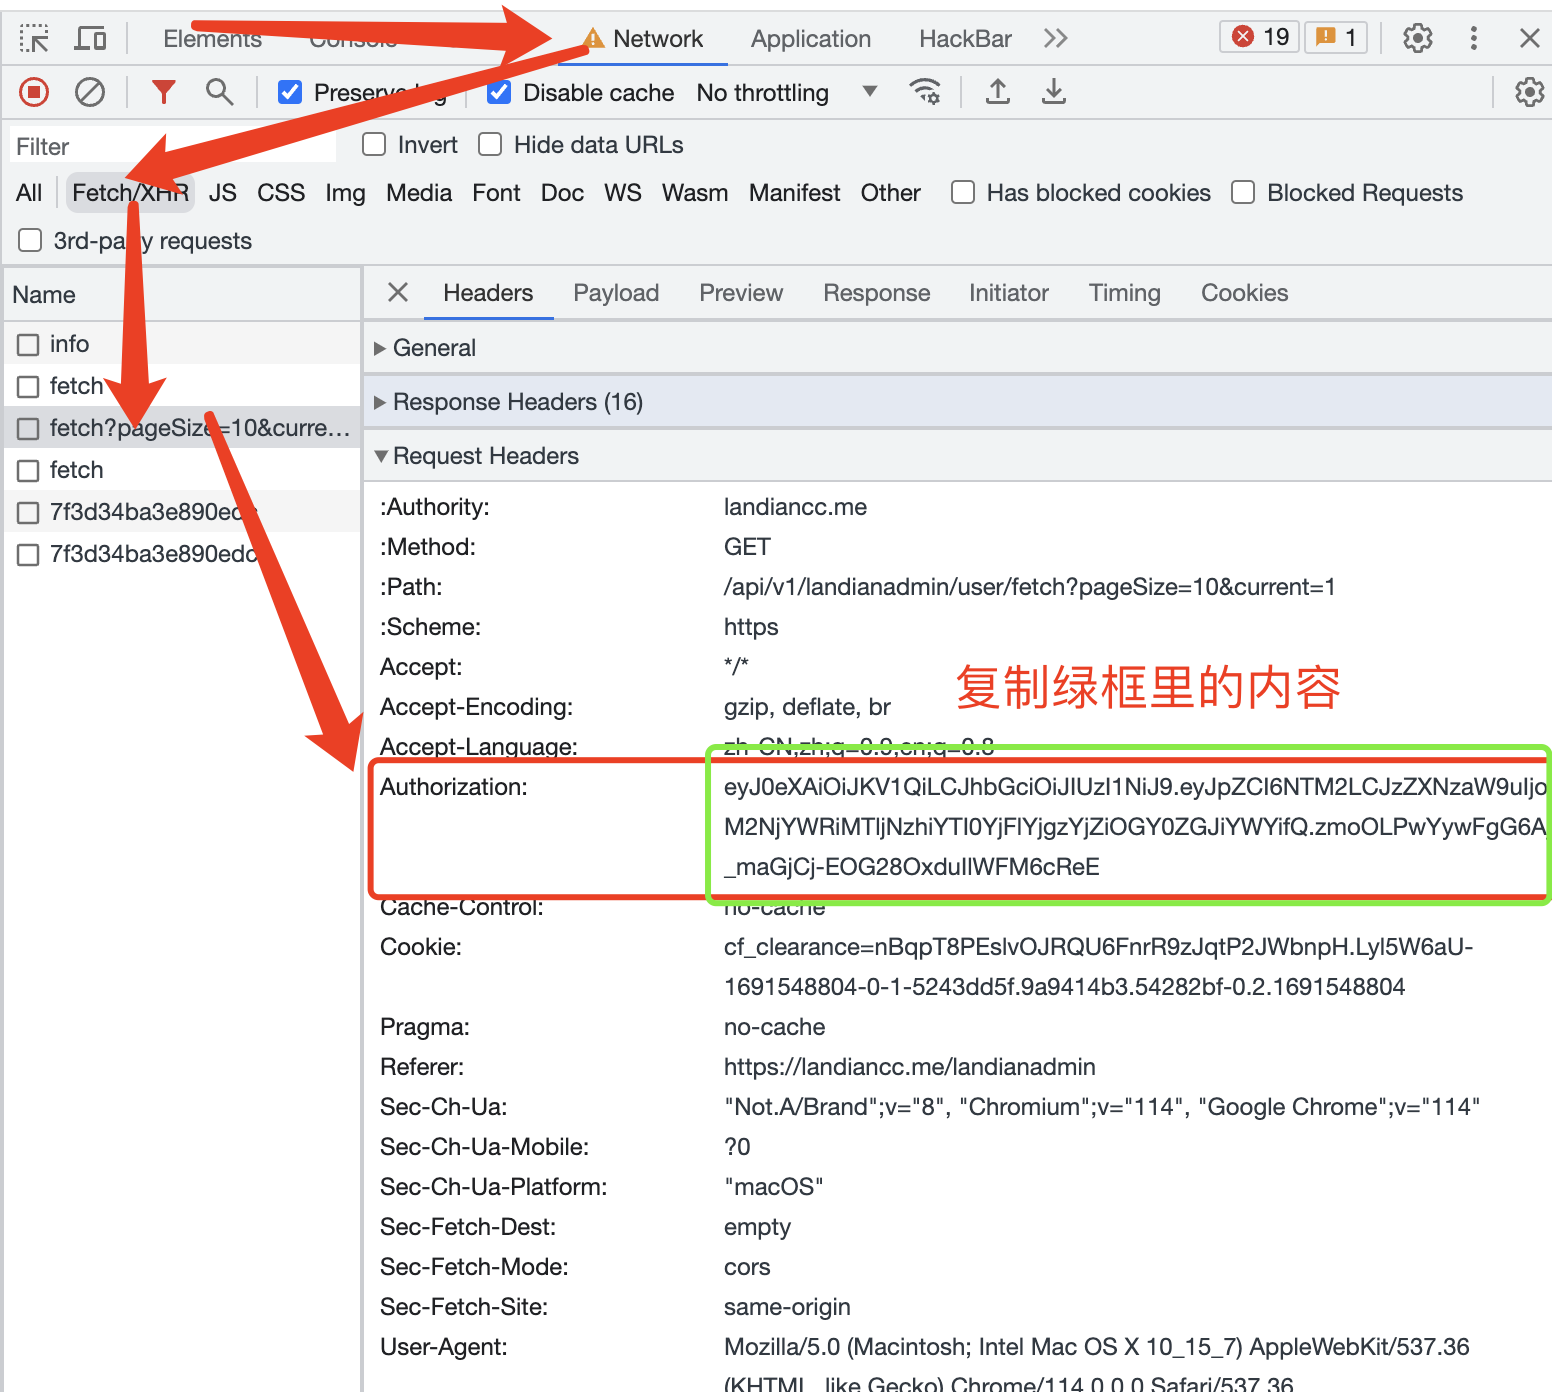 Elements Console Network Application HackBar 19 1
Preserve log Disable cache No throttling
Filter Invert Hide data URLs
All Fetch/XHR JS CSS Img Media Font Doc WS Wasm Manifest Other Has blocked cookies Blocked Requests
3rd-party requests
Name
info
fetch
fetch?pageSize=10&curre...
fetch
7f3d34ba3e890edc
7f3d34ba3e890edc
Headers Payload Preview Response Initiator Timing Cookies
General
Response Headers (16)
Request Headers
:Authority: landiancc.me
:Method: GET
:Path: /api/v1/landianadmin/user/fetch?pageSize=10&current=1
:Scheme: https
Accept: */*
复制绿框里的内容
Accept-Encoding: gzip, deflate, br
Accept-Language: zh-CN,zh;q=0.9,en;q=0.8
Authorization: eyJ0eXAiOiJKV1QiLCJhbGciOiJIUzI1NiJ9.eyJpZCI6NTM2LCJzZXNzaW9uIjo
M2NjYWRiMTljNzhiYTI0YjFlYjgzYjZiOGY0ZGJiYWYifQ.zmoOLPwYywFgG6A
_maGjCj-EOG28OxduIlWFM6cReE
Cache-Control: no-cache
Cookie: cf_clearance=nBqpT8PEslvOJRQU6FnrR9zJqtP2JWbnpH.Lyl5W6aU-
1691548804-0-1-5243dd5f.9a9414b3.54282bf-0.2.1691548804
Pragma: no-cache
Referer: https://landiancc.me/landianadmin
Sec-Ch-Ua: "Not.A/Brand";v="8", "Chromium";v="114", "Google Chrome";v="114"
Sec-Ch-Ua-Mobile: ?0
Sec-Ch-Ua-Platform: "macOS"
Sec-Fetch-Dest: empty
Sec-Fetch-Mode: cors
Sec-Fetch-Site: same-origin
User-Agent: Mozilla/5.0 (Macintosh; Intel Mac OS X 10_15_7) AppleWebKit/537.36
(KHTML, like Gecko) Chrome/114.0.0.0 Safari/537.36